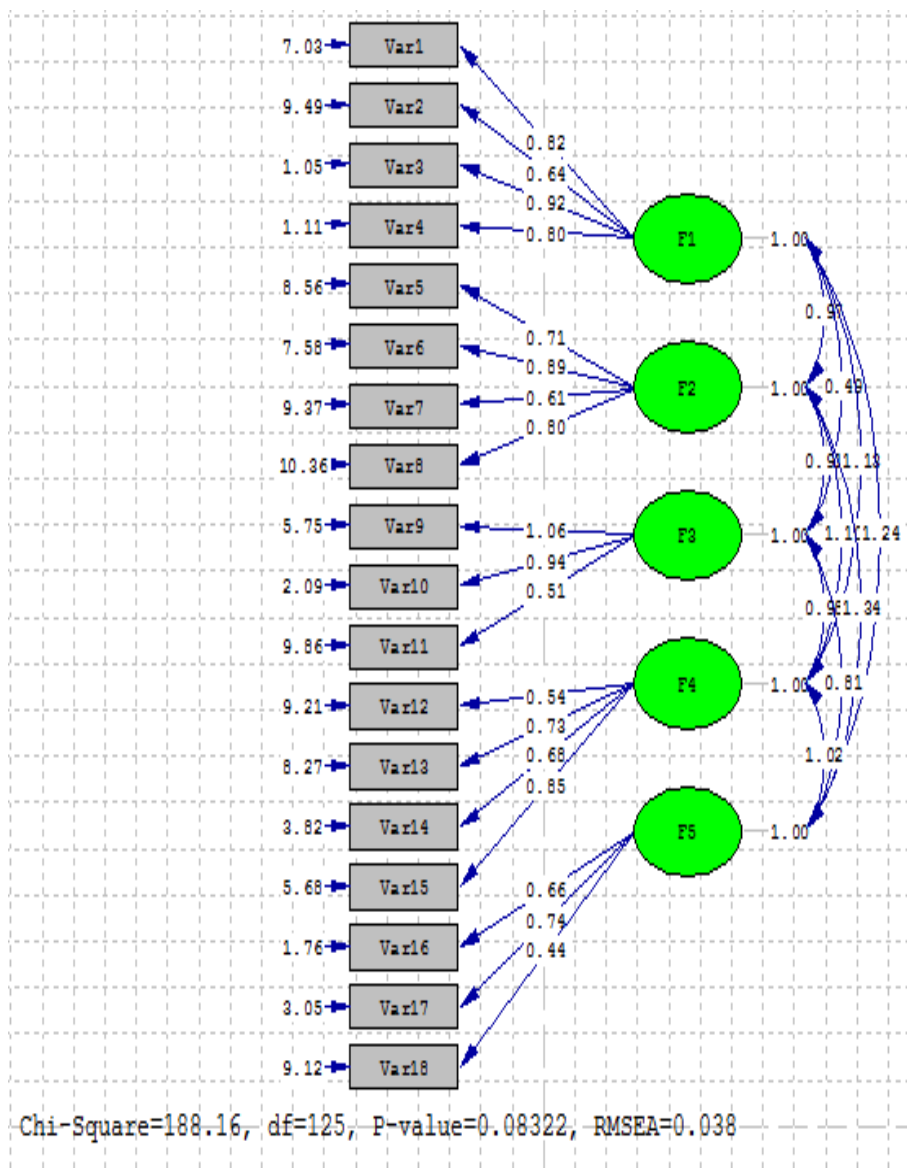 7.03 Var1
9.49 Var2
0.82
1.05 Var3
0.64
0.92
1.11 Var4 0.80 F1 1.00
8.56 Var5
0.71
7.58 Var6
0.89
F2 1.00
9.37 Var7 0.61
0.80
10.36 Var8 1.13
5.75 Var9 1.06 F3 1.00 1.24
0.94
2.09 Var10
0.51 1.34
9.86 Var11
F4 1.00 0.81
0.54
9.21 Var12
0.73
0.68 1.02
8.27 Var13
0.85
3.82 Var14 F5 1.00
5.68 Var15 0.66
0.74
1.76 Var16 0.44
3.05 Var17
9.12 Var18
Chi-Square=188.16, df=125, P-value=0.08322, RMSEA=0.038